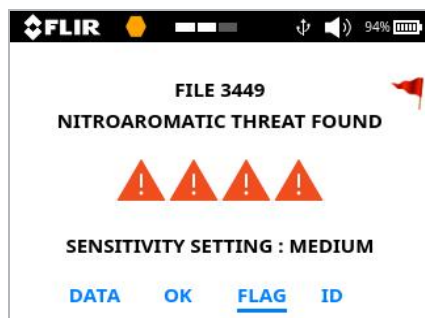 FLIR 94%
FILE 3449
NITROAROMATIC THREAT FOUND
! ! ! !
SENSITIVITY SETTING : MEDIUM
DATA OK FLAG ID